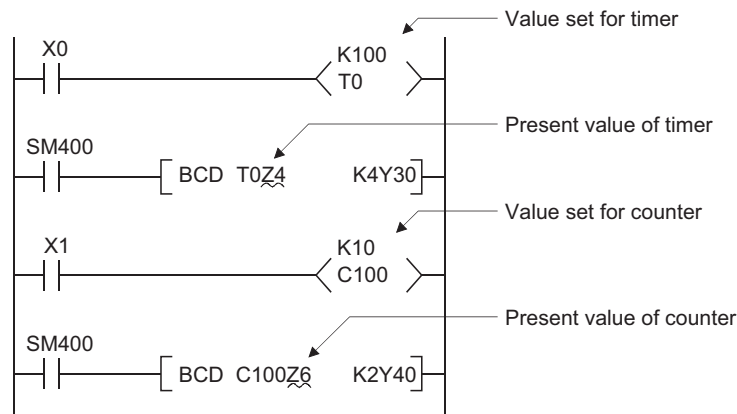 Value set for timer
X0
K100
T0
Present value of timer
SM400
BCD T0Z4 K4Y30
Value set for counter
X1
K10
C100
Present value of counter
SM400
BCD C100Z6 K2Y40